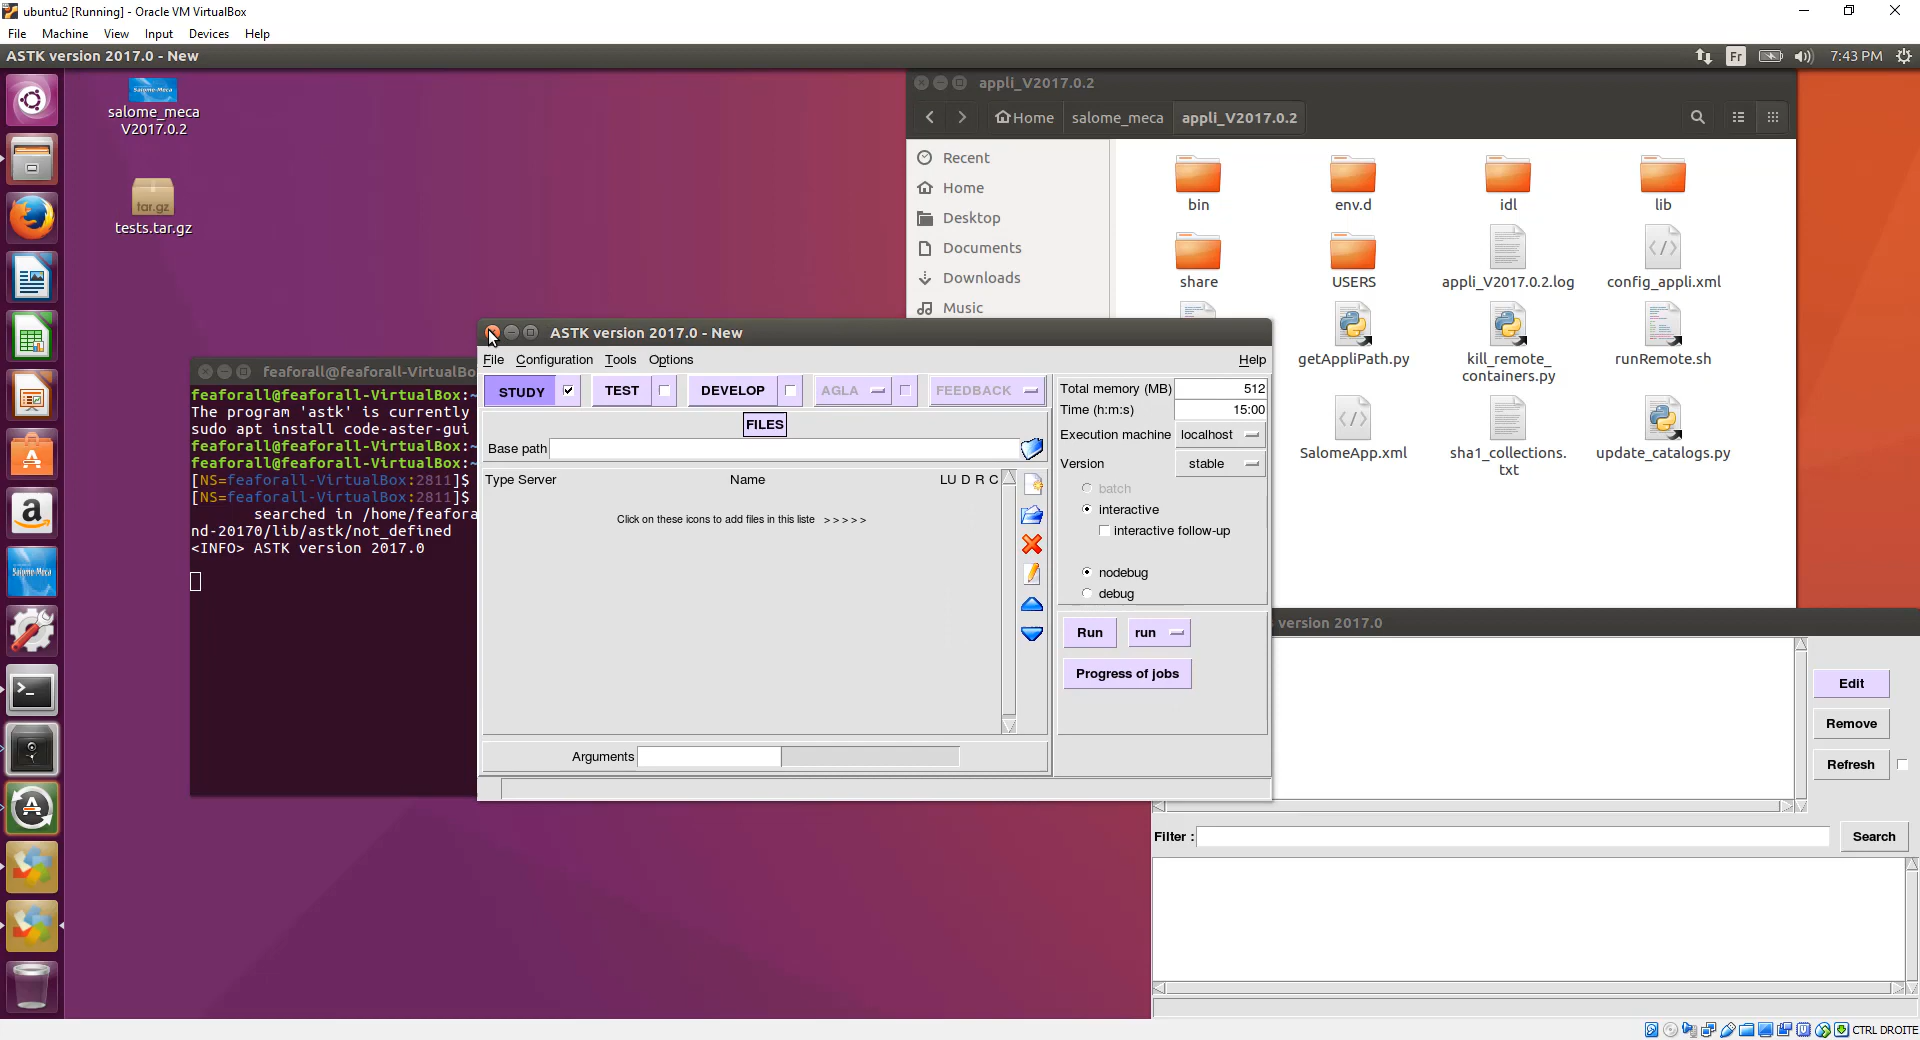 ubuntu2 [Running] - Oracle VM VirtualBox
File Machine View Input Devices Help
ASTK version 2017.0 - New
Fr 7:43 PM
Salome-Meca
salome_meca
V2017.0.2
tar.gz
tests.tar.gz
appli_V2017.0.2
Home salome_meca appli_V2017.0.2
Recent
Home
Desktop
Documents
Downloads
Music
bin env.d idl lib
share USERS appli_V2017.0.2.log config_appli.xml
getAppliPath.py kill_remote_
containers.py runRemote.sh
SalomeApp.xml sha1_collections.
txt update_catalogs.py
feaforall@feaforall-VirtualBo
feaforall@feaforall-VirtualBox:~
The program 'astk' is currently
sudo apt install code-aster-gui
feaforall@feaforall-VirtualBox:~
feaforall@feaforall-VirtualBox:~
[NS=feaforall-VirtualBox:2811]$
[NS=feaforall-VirtualBox:2811]$
searched in /home/feafora
nd-20170/lib/astk/not_defined
<INFO> ASTK version 2017.0
ASTK version 2017.0 - New
File Configuration Tools Options Help
STUDY TEST DEVELOP AGLA FEEDBACK
FILES
Base path
Type Server Name LU D R C
Click on these icons to add files in this liste >>>>>
Arguments
Total memory (MB) 512
Time (h:m:s) 15:00
Execution machine localhost
Version stable
batch
interactive
interactive follow-up
nodebug
debug
Run run
Progress of jobs
version 2017.0
Edit
Remove
Refresh
Filter : Search
Salome-Meca
CTRL DROITE